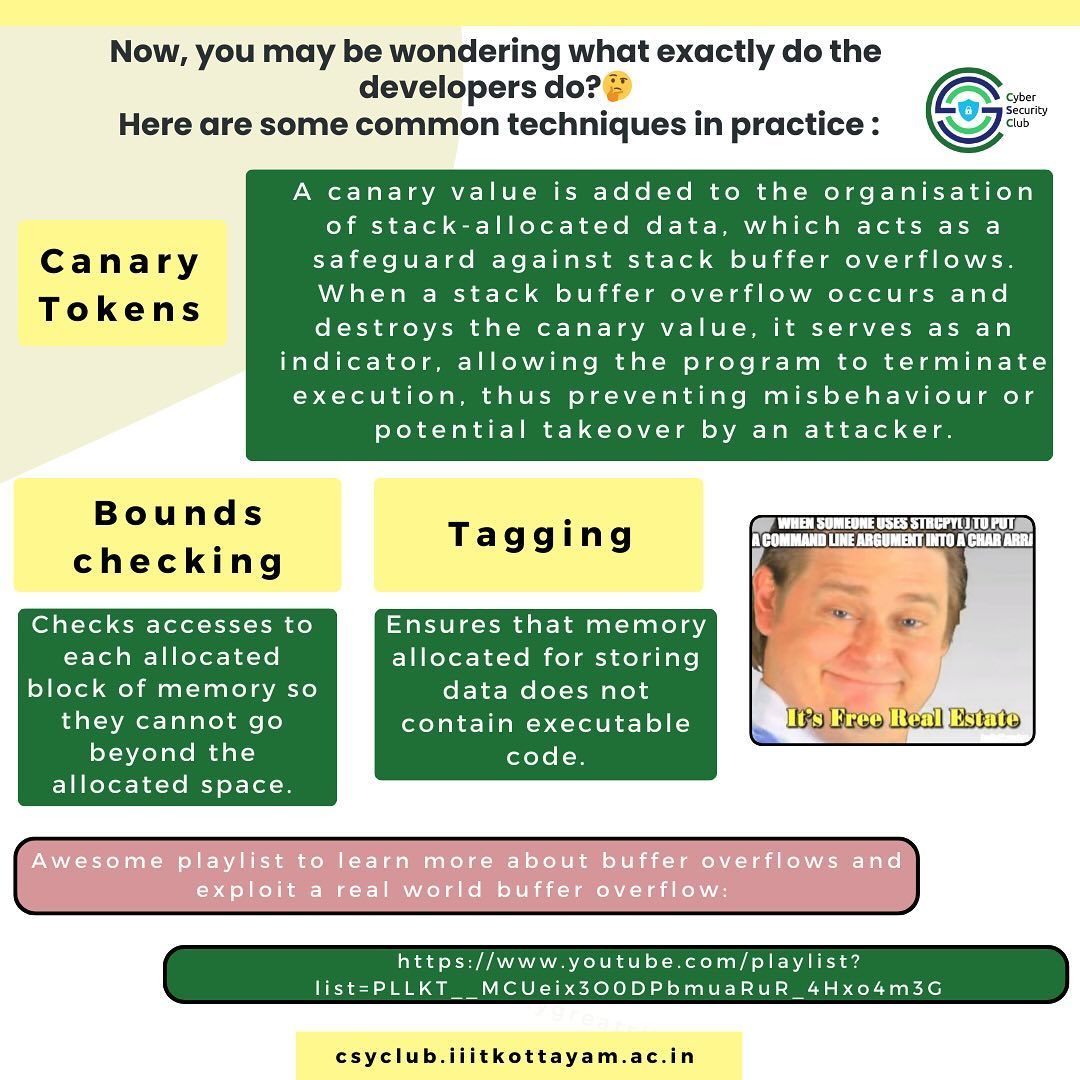 Now, you may be wondering what exactly do the
developers do?🤔
Here are some common techniques in practice :
Cyber
Security
Club
Canary
Tokens
A canary value is added to the organisation
of stack-allocated data, which acts as a
safeguard against stack buffer overflows.
When a stack buffer overflow occurs and
destroys the canary value, it serves as an
indicator, allowing the program to terminate
execution, thus preventing misbehaviour or
potential takeover by an attacker.
Bounds
checking
Checks accesses to
each allocated
block of memory so
they cannot go
beyond the
allocated space.
Tagging
Ensures that memory
allocated for storing
data does not
contain executable
code.
WHEN SOMEONE USES STRCPY() TO PUT
A COMMAND LINE ARGUMENT INTO A CHAR ARRA
It's Free Real Estate
Awesome playlist to learn more about buffer overflows and
exploit a real world buffer overflow:
https://www.youtube.com/playlist?
list=PLLKT__MCUeix3O0DPbmuaRuR_4Hxo4m3G
csyclub.iiitkottayam.ac.in